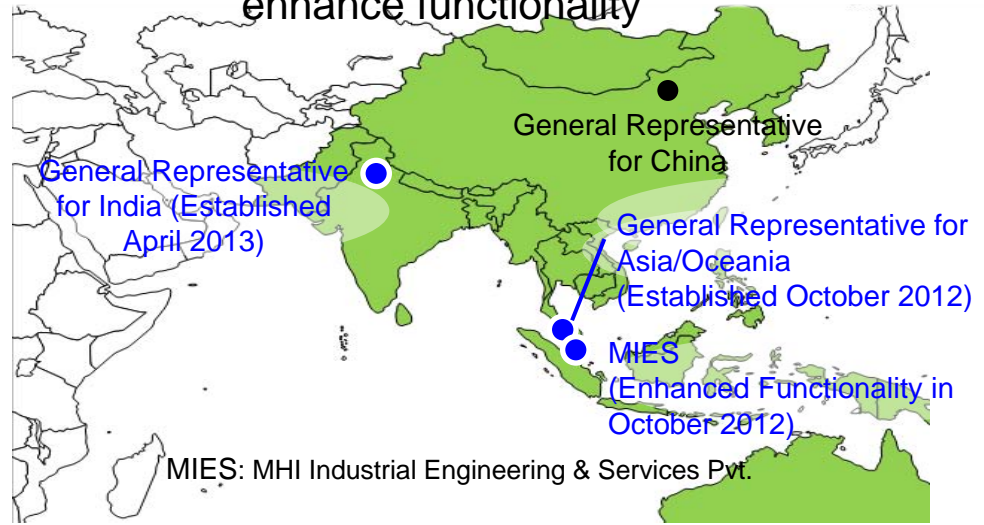 enhance functionality
General Representative
for China
General Representative
for India (Established
April 2013)
General Representative for
Asia/Oceania
(Established October 2012)
MIES
(Enhanced Functionality in
October 2012)
MIES: MHI Industrial Engineering & Services Pvt.